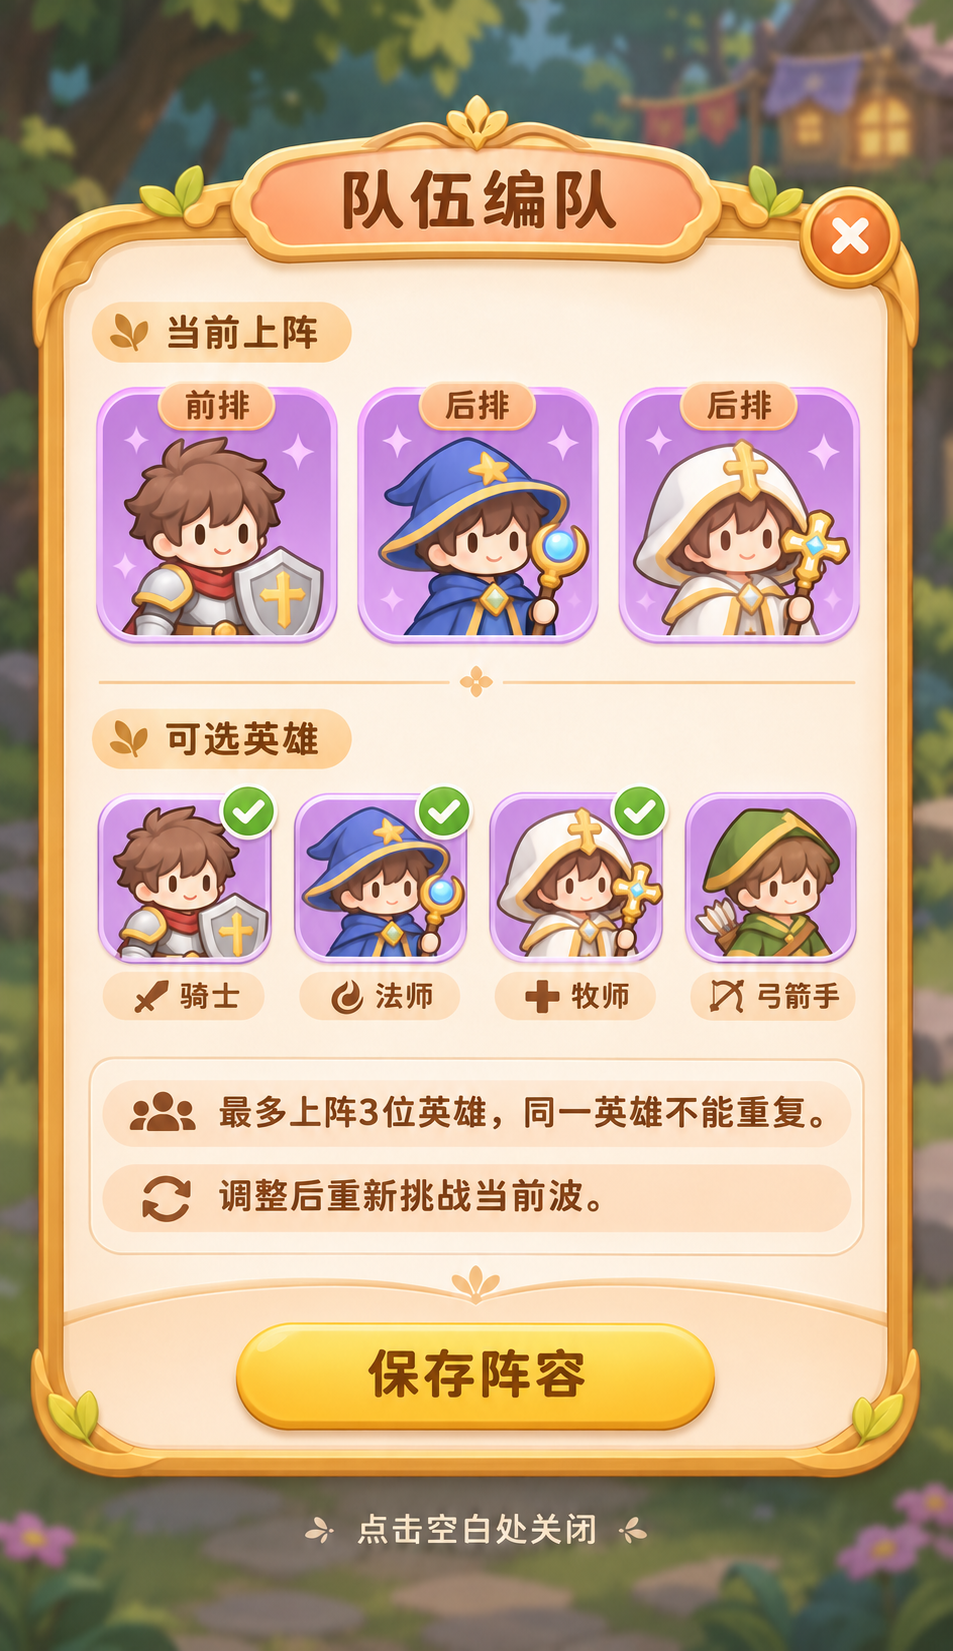 队伍编队
当前上阵
前排
后排
后排
可选英雄
骑士
法师
牧师
弓箭手
最多上阵3位英雄，同一英雄不能重复。
调整后重新挑战当前波。
保存阵容
点击空白处关闭